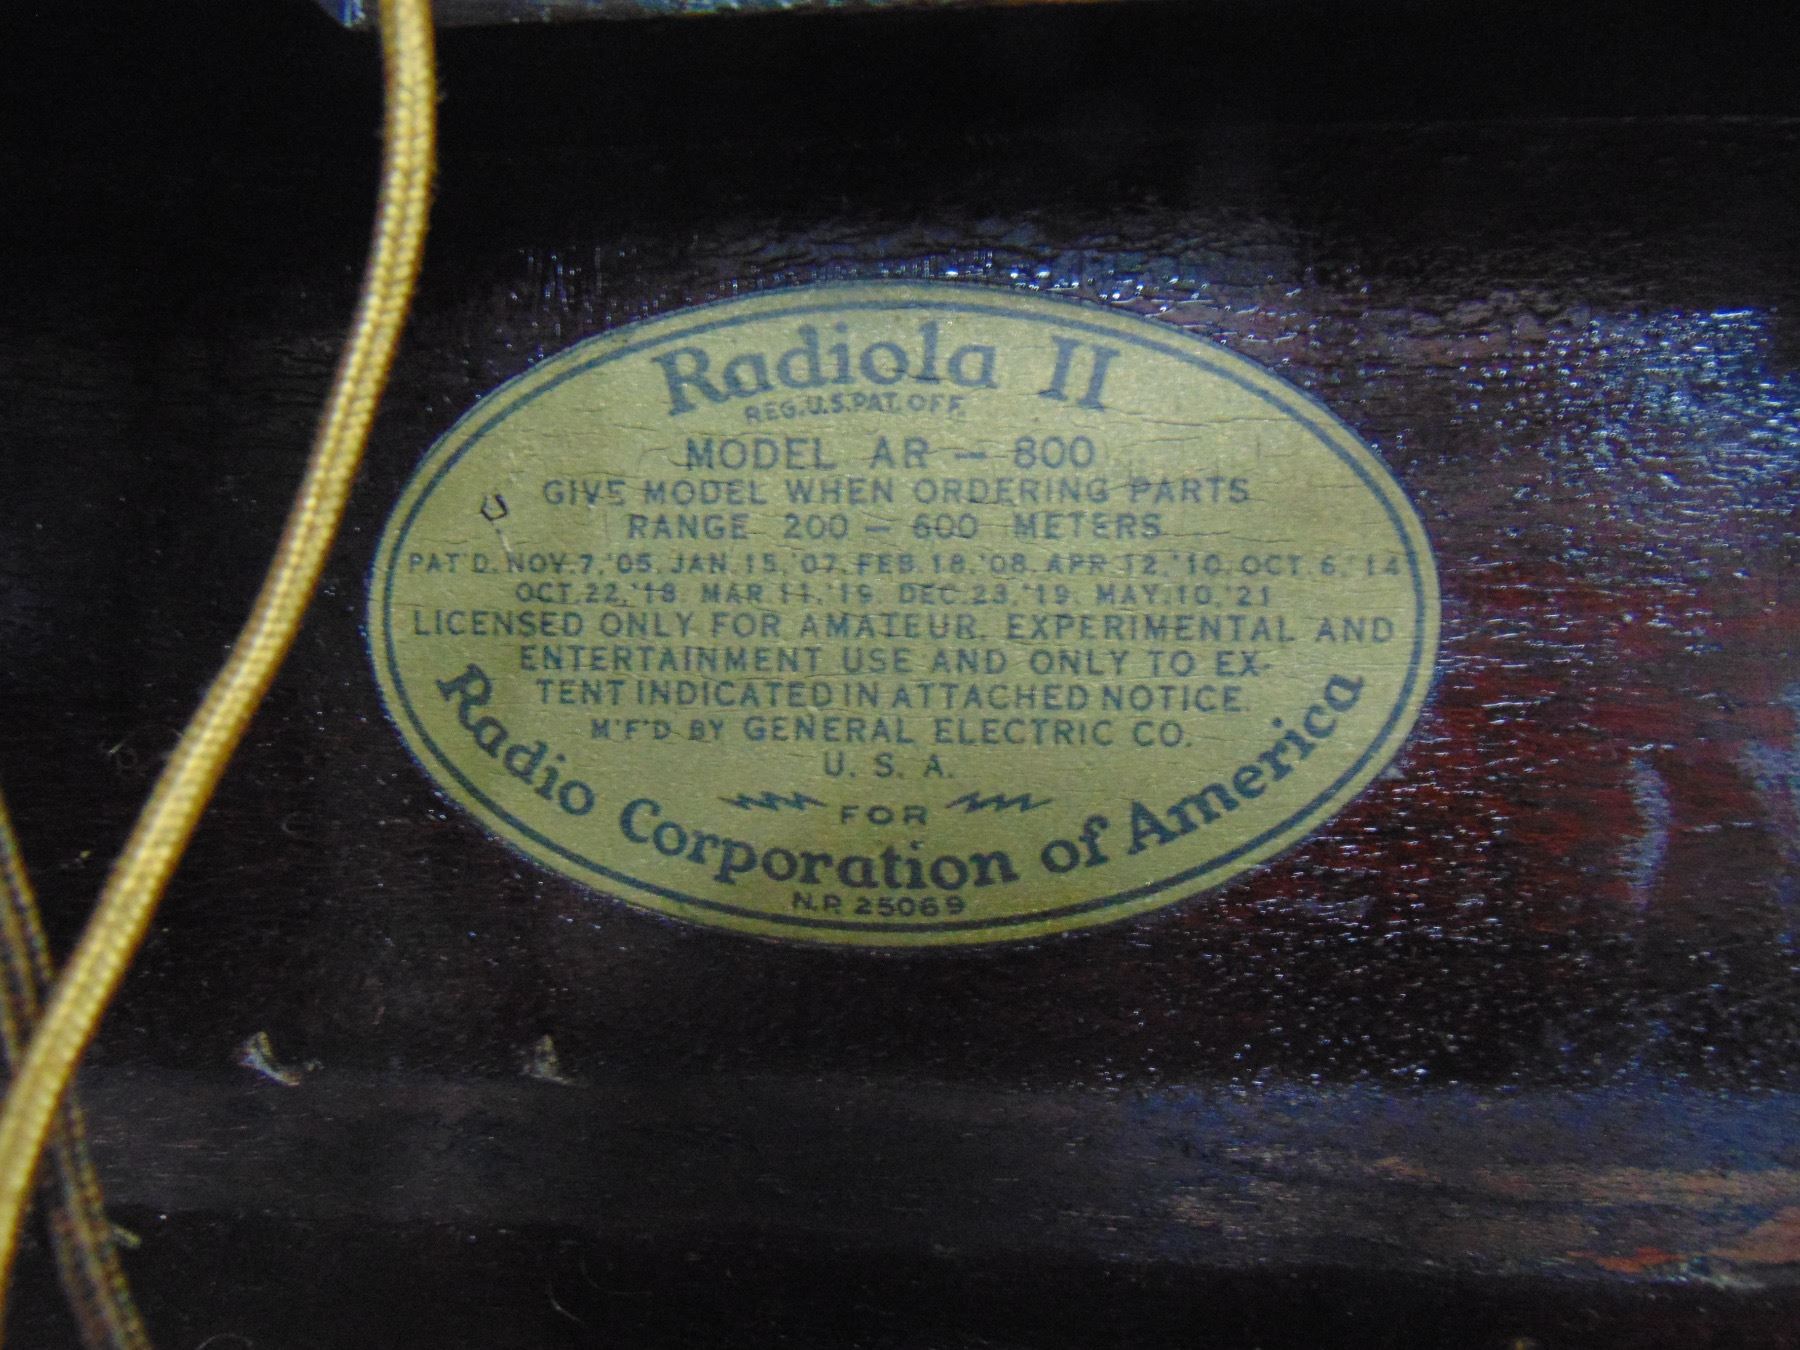 Radiola II
REG. U.S. PAT. OFF.
MODEL AR - 800
GIVE MODEL WHEN ORDERING PARTS
RANGE 200 - 600 METERS
PAT'D. NOV. 7, '05. JAN. 15, '07. FEB. 18, '08. APR. 12, '10. OCT. 6, '14
OCT. 22, '18. MAR. 11, '19. DEC. 23, '19. MAY. 10, '21
LICENSED ONLY FOR AMATEUR. EXPERIMENTAL AND
ENTERTAINMENT USE AND ONLY TO EX-
TENT INDICATED IN ATTACHED NOTICE.
M'F'D BY GENERAL ELECTRIC CO.
U. S. A.
FOR
Radio Corporation of America
N.P. 25069